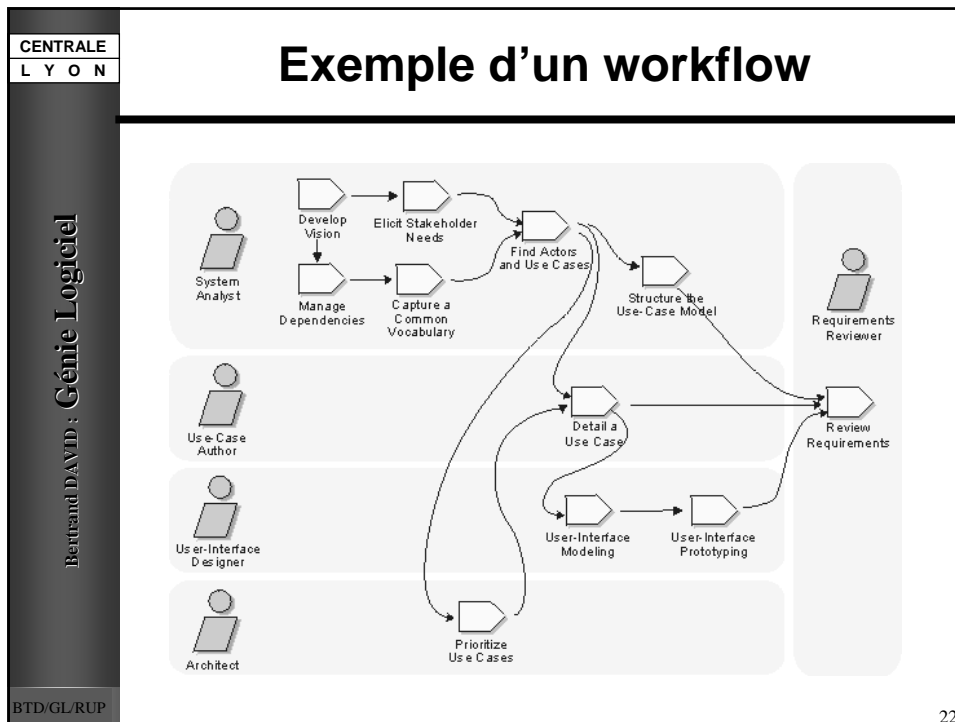 CENTRALE
L Y O N
Exemple d'un workflow
Bertrand DAVID : Génie Logiciel
Develop
Vision
Elicit Stakeholder
Needs
Find Actors
and Use Cases
System
Analyst
Manage
Dependencies
Capture a
Common
Vocabulary
Structure the
Use-Case Model
Requirements
Reviewer
Use-Case
Author
Detail a
Use Case
Review
Requirements
User-Interface
Designer
User-Interface
Modeling
User-Interface
Prototyping
Architect
Prioritize
Use Cases
BTD/GL/RUP
22